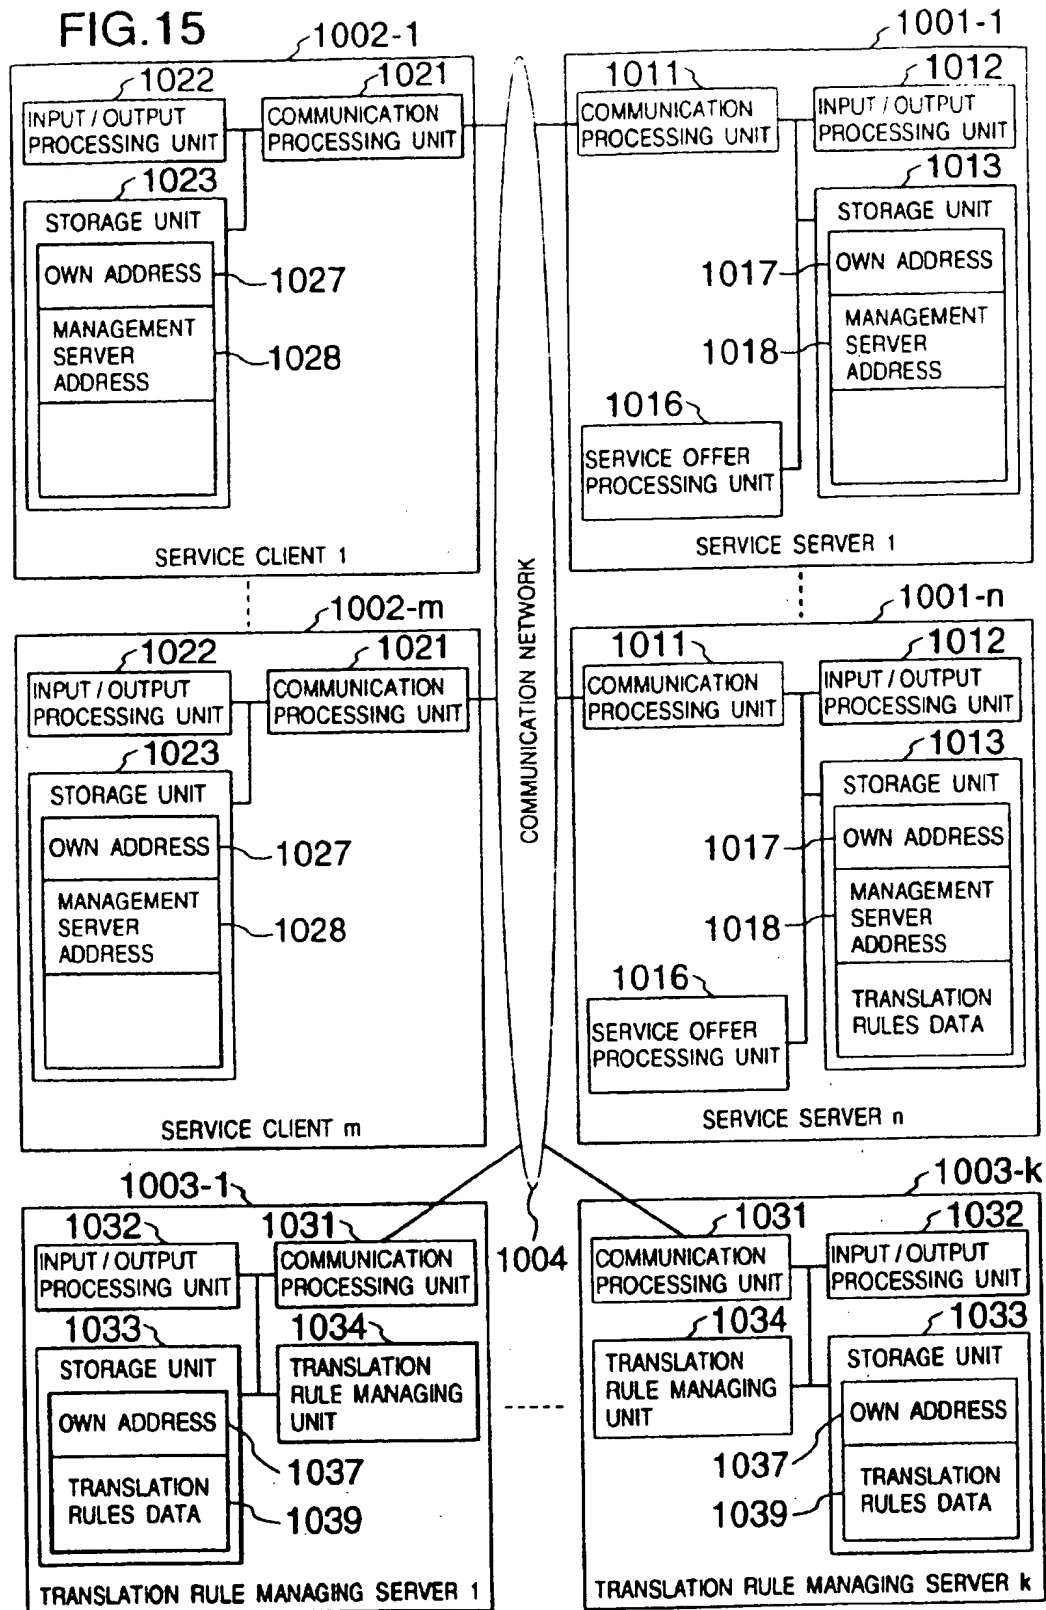 FIG.15
1002-1
1022
1021
INPUT / OUTPUT
PROCESSING UNIT
COMMUNICATION
PROCESSING UNIT
1023
STORAGE UNIT
OWN ADDRESS
1027
MANAGEMENT
SERVER
ADDRESS
1028
SERVICE CLIENT 1
1001-1
1011
1012
COMMUNICATION
PROCESSING UNIT
INPUT / OUTPUT
PROCESSING UNIT
1013
STORAGE UNIT
1017
OWN ADDRESS
1018
MANAGEMENT
SERVER
ADDRESS
1016
SERVICE OFFER
PROCESSING UNIT
SERVICE SERVER 1
COMMUNICATION NETWORK
1002-m
1022
1021
INPUT / OUTPUT
PROCESSING UNIT
COMMUNICATION
PROCESSING UNIT
1023
STORAGE UNIT
OWN ADDRESS
1027
MANAGEMENT
SERVER
ADDRESS
1028
SERVICE CLIENT m
1001-n
1011
1012
COMMUNICATION
PROCESSING UNIT
INPUT / OUTPUT
PROCESSING UNIT
1013
STORAGE UNIT
1017
OWN ADDRESS
1018
MANAGEMENT
SERVER
ADDRESS
TRANSLATION
RULES DATA
1016
SERVICE OFFER
PROCESSING UNIT
SERVICE SERVER n
1003-1
1032
1031
INPUT / OUTPUT
PROCESSING UNIT
COMMUNICATION
PROCESSING UNIT
1033
1034
STORAGE UNIT
TRANSLATION
RULE MANAGING
UNIT
OWN ADDRESS
1037
TRANSLATION
RULES DATA
1039
TRANSLATION RULE MANAGING SERVER 1
1004
1003-k
1031
1032
COMMUNICATION
PROCESSING UNIT
INPUT / OUTPUT
PROCESSING UNIT
1034
1033
TRANSLATION
RULE MANAGING
UNIT
STORAGE UNIT
OWN ADDRESS
1037
TRANSLATION
RULES DATA
1039
TRANSLATION RULE MANAGING SERVER k